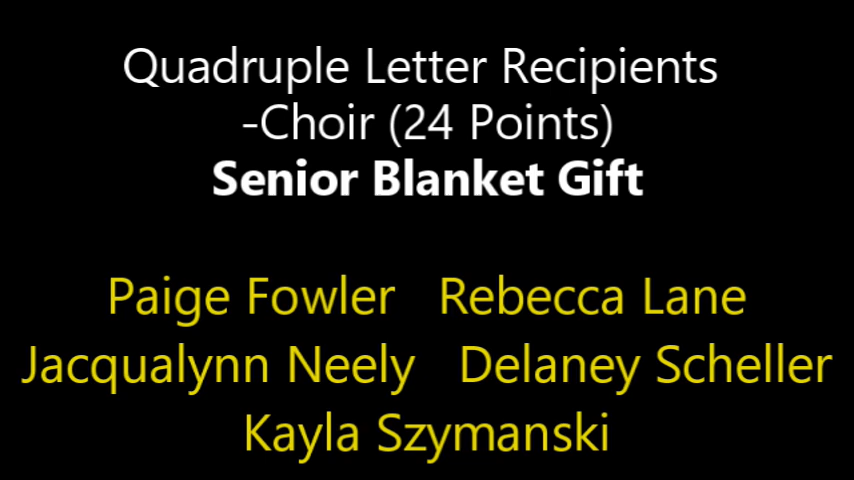 Quadruple Letter Recipients
-Choir (24 Points)
Senior Blanket Gift
Paige Fowler Rebecca Lane
Jacqualynn Neely Delaney Scheller
Kayla Szymanski